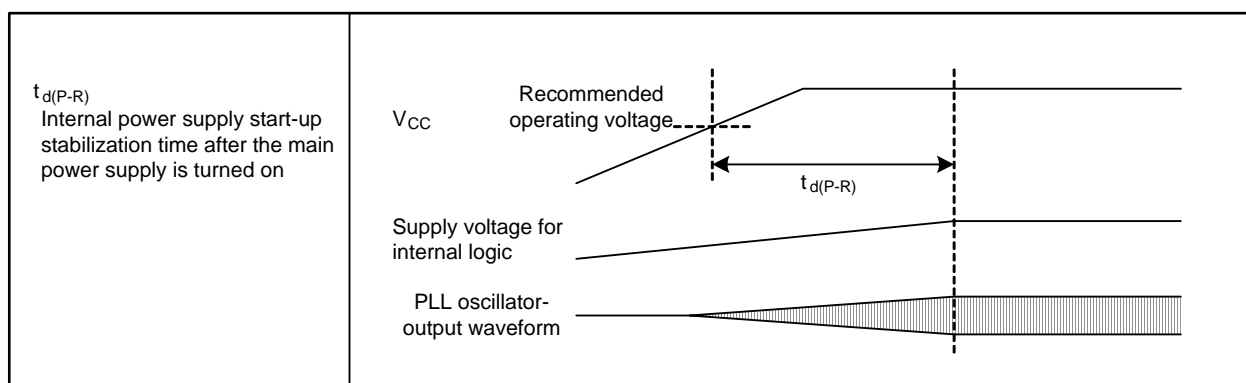 td(P-R)
Internal power supply start-up
stabilization time after the main
power supply is turned on
VCC
Recommended
operating voltage
td(P-R)
Supply voltage for
internal logic
PLL oscillator-
output waveform